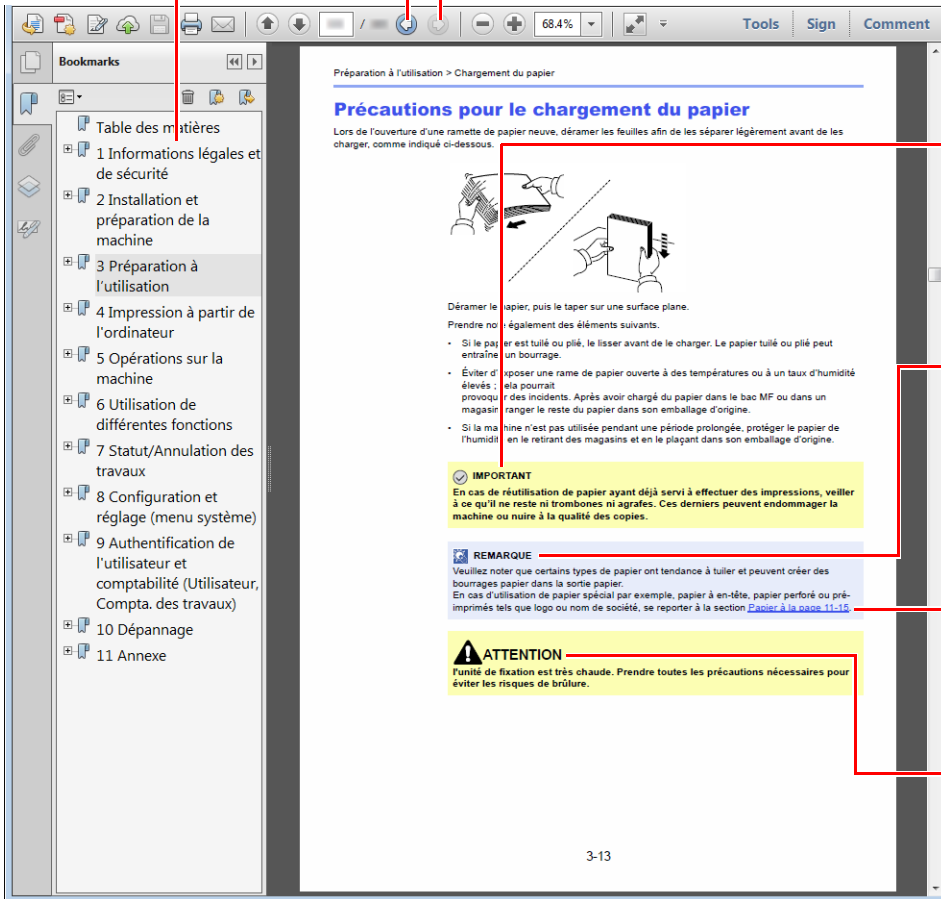 /
68.4%
Tools
Sign
Comment
Bookmarks
Table des matières
1 Informations légales et
de sécurité
2 Installation et
préparation de la
machine
3 Préparation à
l'utilisation
4 Impression à partir de
l'ordinateur
5 Opérations sur la
machine
6 Utilisation de
différentes fonctions
7 Statut/Annulation des
travaux
8 Configuration et
réglage (menu système)
9 Authentification de
l'utilisateur et
comptabilité (Utilisateur,
Compta. des travaux)
10 Dépannage
11 Annexe
Préparation à l'utilisation > Chargement du papier
Précautions pour le chargement du papier
Lors de l'ouverture d'une ramette de papier neuve, déramer les feuilles afin de les séparer légèrement avant de les
charger, comme indiqué ci-dessous.
Déramer le papier, puis le taper sur une surface plane.
Prendre note également des éléments suivants.
• Si le papier est tuilé ou plié, le lisser avant de le charger. Le papier tuilé ou plié peut
entraîner un bourrage.
• Éviter d'exposer une rame de papier ouverte à des températures ou à un taux d'humidité
élevés ; cela pourrait
provoquer des incidents. Après avoir chargé du papier dans le bac MF ou dans un
magasin, ranger le reste du papier dans son emballage d'origine.
• Si la machine n'est pas utilisée pendant une période prolongée, protéger le papier de
l'humidité en le retirant des magasins et en le plaçant dans son emballage d'origine.
IMPORTANT
En cas de réutilisation de papier ayant déjà servi à effectuer des impressions, veiller
à ce qu'il ne reste ni trombones ni agrafes. Ces derniers peuvent endommager la
machine ou nuire à la qualité des copies.
REMARQUE
Veuillez noter que certains types de papier ont tendance à tuiler et peuvent créer des
bourrages papier dans la sortie papier.
En cas d'utilisation de papier spécial par exemple, papier à en-tête, papier perforé ou pré-
imprimés tels que logo ou nom de société, se reporter à la section Papier à la page 11-15.
ATTENTION
l'unité de fixation est très chaude. Prendre toutes les précautions nécessaires pour
éviter les risques de brûlure.
3-13